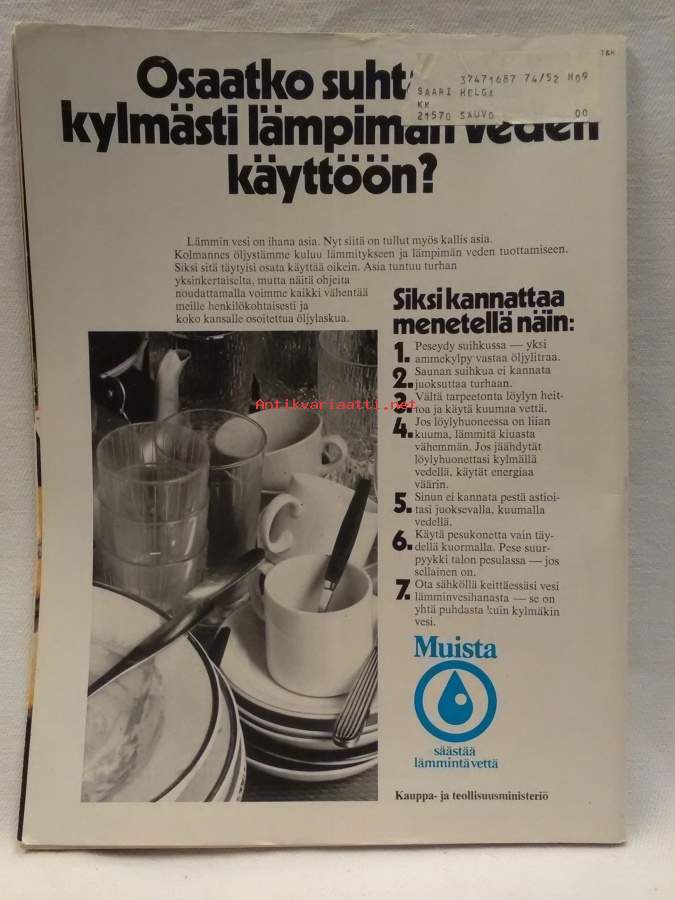 T&K
37471687 74/52 H09
SAARI HELGA
KK
21570 SAUVO 00
Osaatko
kylmästi lämpimän veden
käyttöön?
Lämmin vesi on ihana asia. Nyt siitä on tullut myös kallis asia.
Kolmannes öljystämme kuluu lämmitykseen ja lämpimän veden tuottamiseen.
Siksi sitä täytyisi osata käyttää oikein. Asia tuntuu turhan
yksinkertaiselta, mutta näitä ohjeita
noudattamalla voimme kaikki vähentää
meille henkilökohtaisesti ja
koko kansalle osoitettua öljylaskua.
Siksi kannattaa
menetellä näin:
1. Peseydy suihkussa — yksi
ammekylpy vastaa öljylitraa.
2. Saunan suihkua ei kannata
juoksuttaa turhaan.
3. Vältä tarpeetonta löylyn heit-
toa ja käytä kuumaa vettä.
4. Jos löylyhuoneessa on liian
kuuma, lämmitä kiuasta
vähemmän. Jos jäähdytät
löylyhuonettasi kylmällä
vedellä, käytät energiaa
väärin.
5. Sinun ei kannata pestä astioi-
tasi juoksevalla, kuumalla
vedellä.
6. Käytä pesukonetta vain täy-
dellä kuormalla. Pese suur-
pyykki talon pesulassa — jos
sellainen on.
7. Ota sähköllä keittäessäsi vesi
lämminvesihanasta — se on
yhtä puhdasta kuin kylmäkin
vesi.
Antikvariaatti.net
Muista
säästää
lämmintä vettä
Kauppa- ja teollisuusministeriö